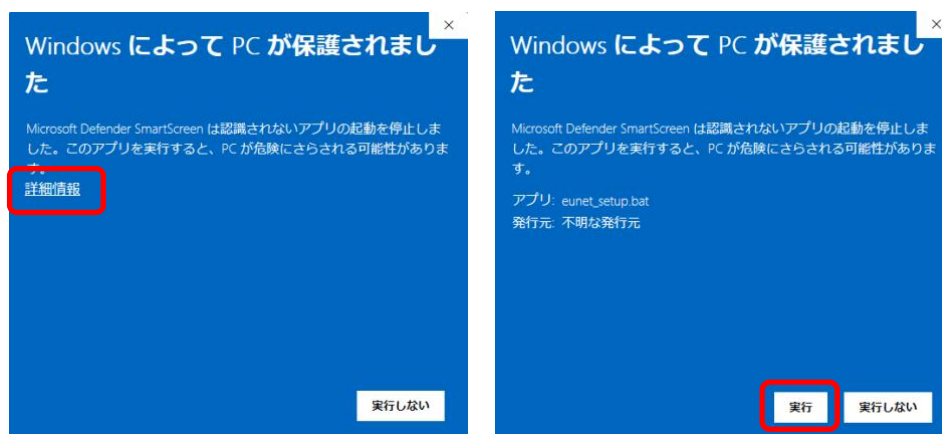 Windows によって PC が保護されまし
た
Microsoft Defender SmartScreen は認識されないアプリの起動を停止しま
した。このアプリを実行すると、PC が危険にさらされる可能性がありま
す。
詳細情報
実行しない
Windows によって PC が保護されまし
た
Microsoft Defender SmartScreen は認識されないアプリの起動を停止しま
した。このアプリを実行すると、PC が危険にさらされる可能性がありま
す。
アプリ: eunet_setup.bat
発行元: 不明な発行元
実行 実行しない